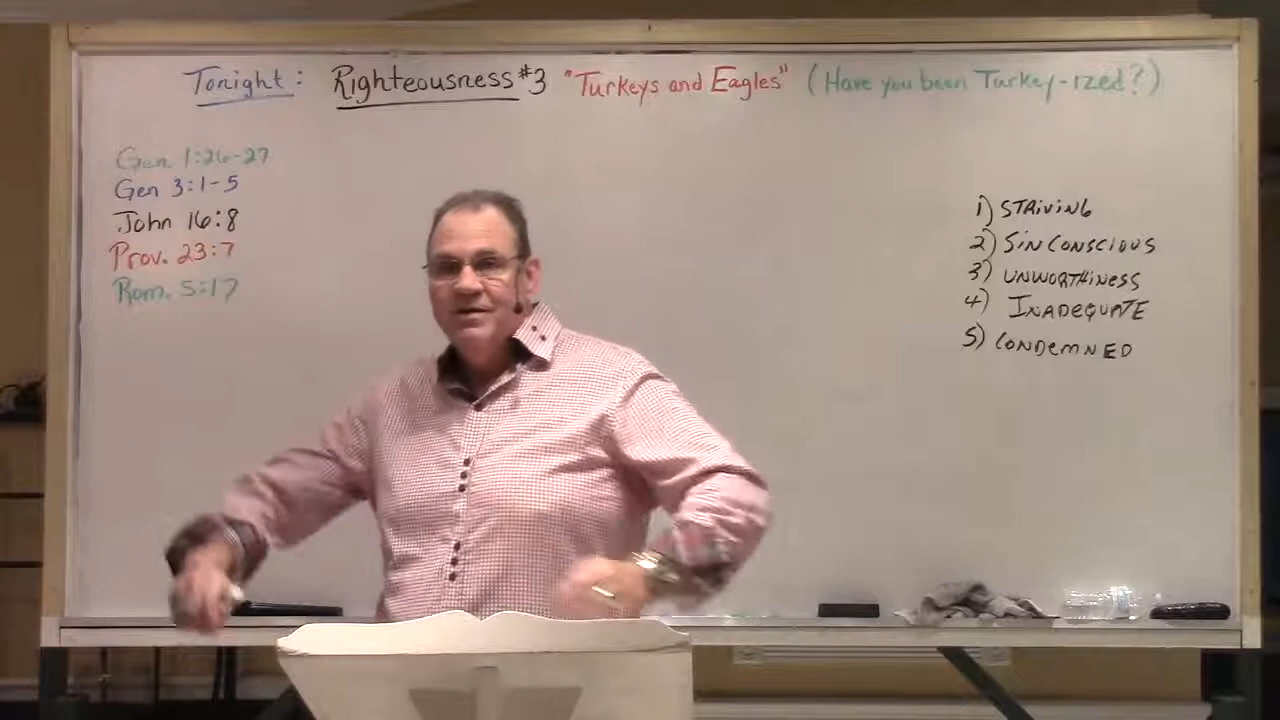 Tonight: Righteousness #3 "Turkeys and Eagles" (Have you been Turkey-ized?)
Gen. 1:26-27
Gen 3:1-5
John 16:8
Prov. 23:7
Rom. 5:17
1) STRIVING
2) SIN CONSCIOUS
3) UNWORTHINESS
4) INADEQUATE
5) CONDEMNED